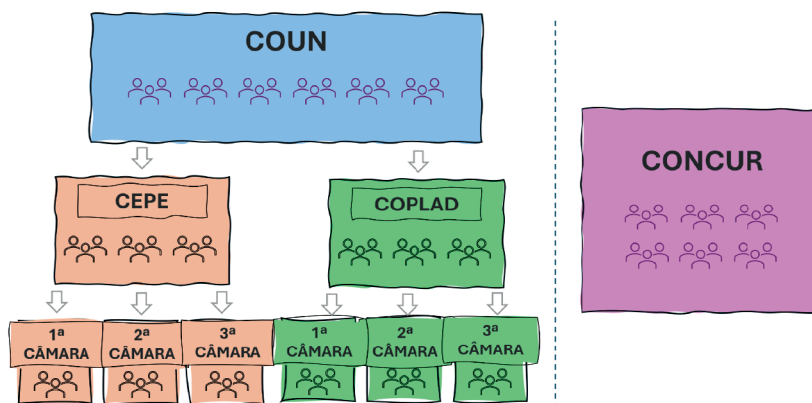 COUN
CONCUR
CEPE
COPLAD
1ª
CÂMARA
2ª
CÂMARA
3ª
CÂMARA
1ª
CÂMARA
2ª
CÂMARA
3ª
CÂMARA